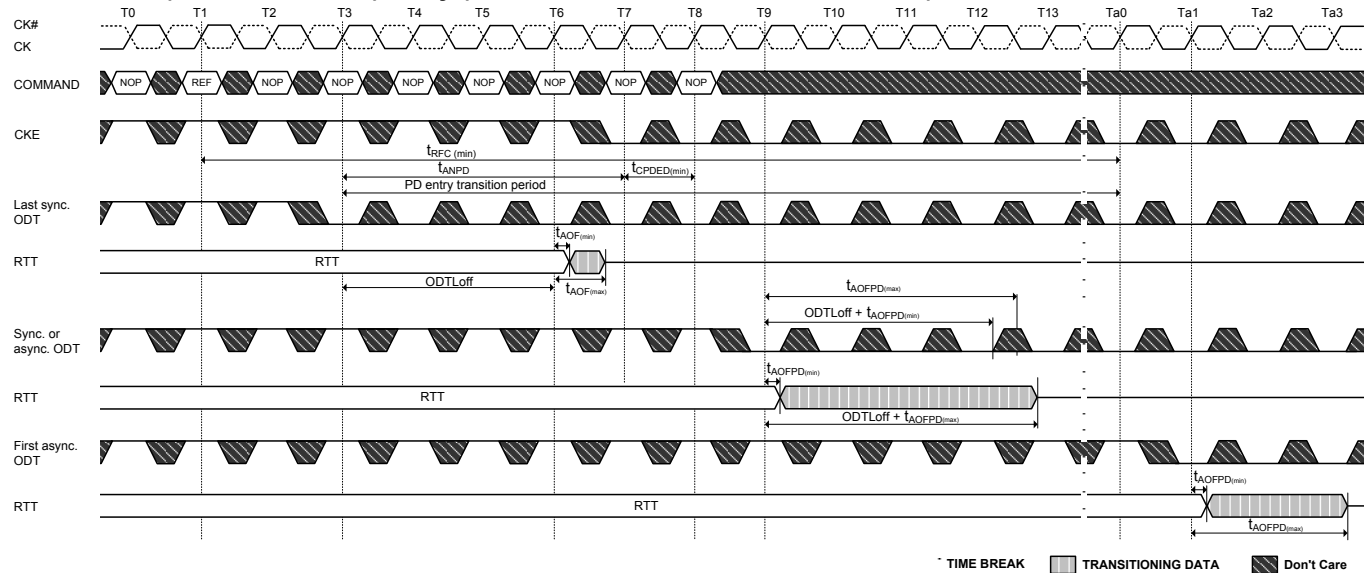 T0 T1 T2 T3 T4 T5 T6 T7 T8 T9 T10 T11 T12 T13 Ta0 Ta1 Ta2 Ta3
CK#
CK
COMMAND NOP REF NOP NOP NOP NOP NOP NOP NOP
CKE
tRFC (min)
tANPD tCPDED(min)
PD entry transition period
Last sync.
ODT
tAOF(min)
RTT RTT
ODTLoff tAOF(max)
tAOFPD(max)
ODTLoff + tAOFPD(min)
Sync. or
async. ODT
tAOFPD(min)
RTT RTT
ODTLoff + tAOFPD(max)
First async.
ODT
tAOFPD(min)
RTT RTT
tAOFPD(max)
TIME BREAK TRANSITIONING DATA Don't Care